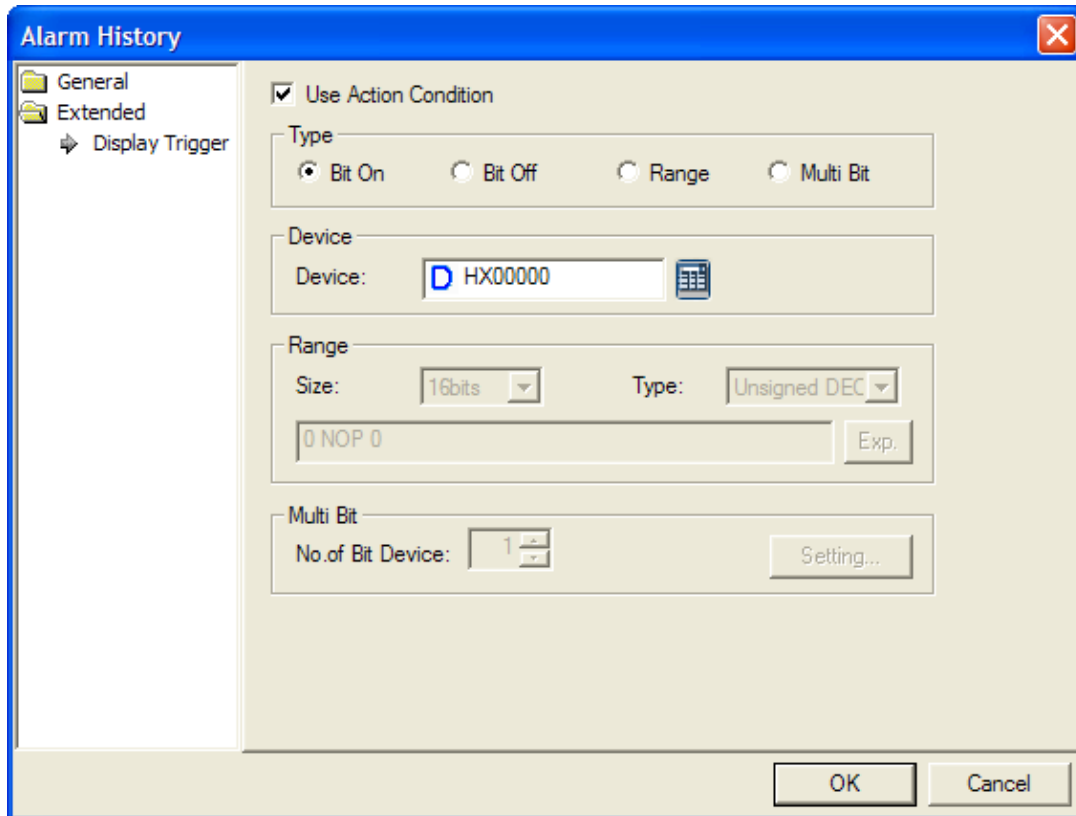 Alarm History
General
Extended
Display Trigger
Use Action Condition
Type
Bit On Bit Off Range Multi Bit
Device
Device: D HX00000
Range
Size: 16bits Type: Unsigned DEC
0 NOP 0 Exp.
Multi Bit
No.of Bit Device: 1 Setting...
OK Cancel